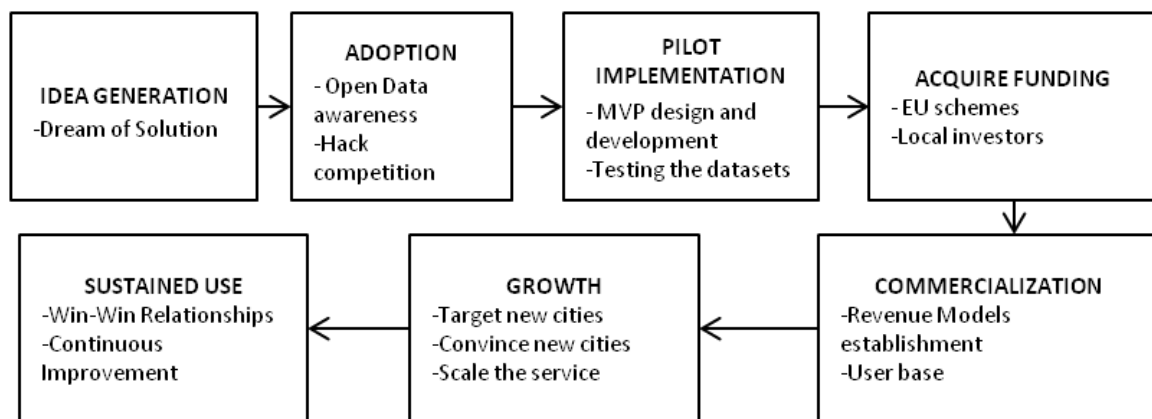 IDEA GENERATION
-Dream of Solution
ADOPTION
- Open Data
awareness
-Hack
competition
PILOT
IMPLEMENTATION
- MVP design and
development
-Testing the datasets
ACQUIRE FUNDING
- EU schemes
-Local investors
COMMERCIALIZATION
-Revenue Models
establishment
-User base
GROWTH
-Target new cities
-Convince new cities
-Scale the service
SUSTAINED USE
-Win-Win Relationships
-Continuous
Improvement